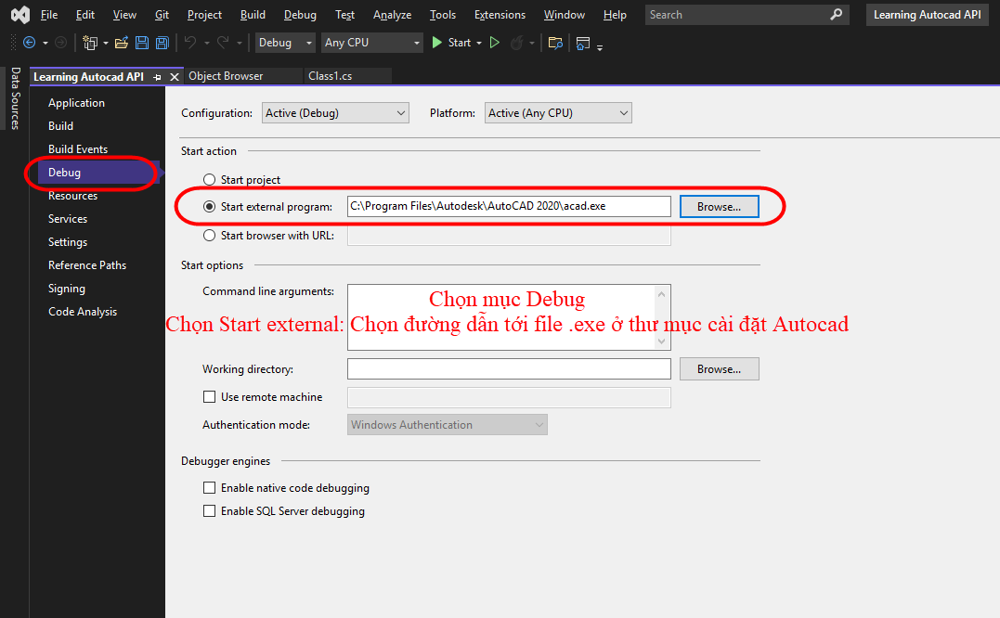 File Edit View Git Project Build Debug Test Analyze Tools Extensions Window Help Search Learning Autocad API
Debug Any CPU Start
Data Sources
Learning Autocad API Object Browser Class1.cs
Application
Build
Build Events
Debug
Resources
Services
Settings
Reference Paths
Signing
Code Analysis
Configuration: Active (Debug) Platform: Active (Any CPU)
Start action
Start project
Start external program: C:\Program Files\Autodesk\AutoCAD 2020\acad.exe Browse...
Start browser with URL:
Start options
Command line arguments:
Chọn mục Debug
Chọn Start external: Chọn đường dẫn tới file .exe ở thư mục cài đặt Autocad
Working directory: Browse...
Use remote machine
Authentication mode: Windows Authentication
Debugger engines
Enable native code debugging
Enable SQL Server debugging